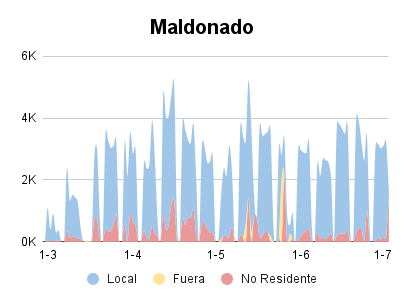 Maldonado
6K
4K
2K
0K
1-3 1-4 1-5 1-6 1-7
Local Fuera No Residente